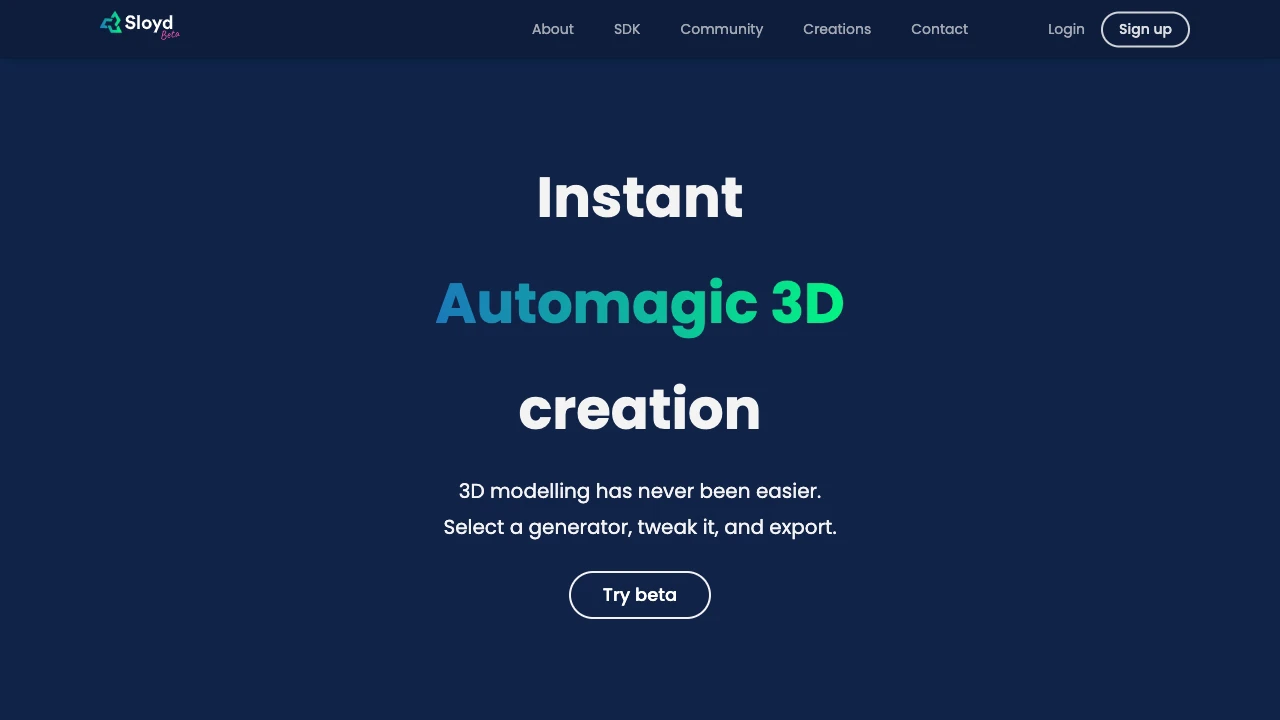 Sloyd
Beta
About
SDK
Community
Creations
Contact
Login
Sign up
Instant
Automagic 3D
creation
3D modelling has never been easier.
Select a generator, tweak it, and export.
Try beta